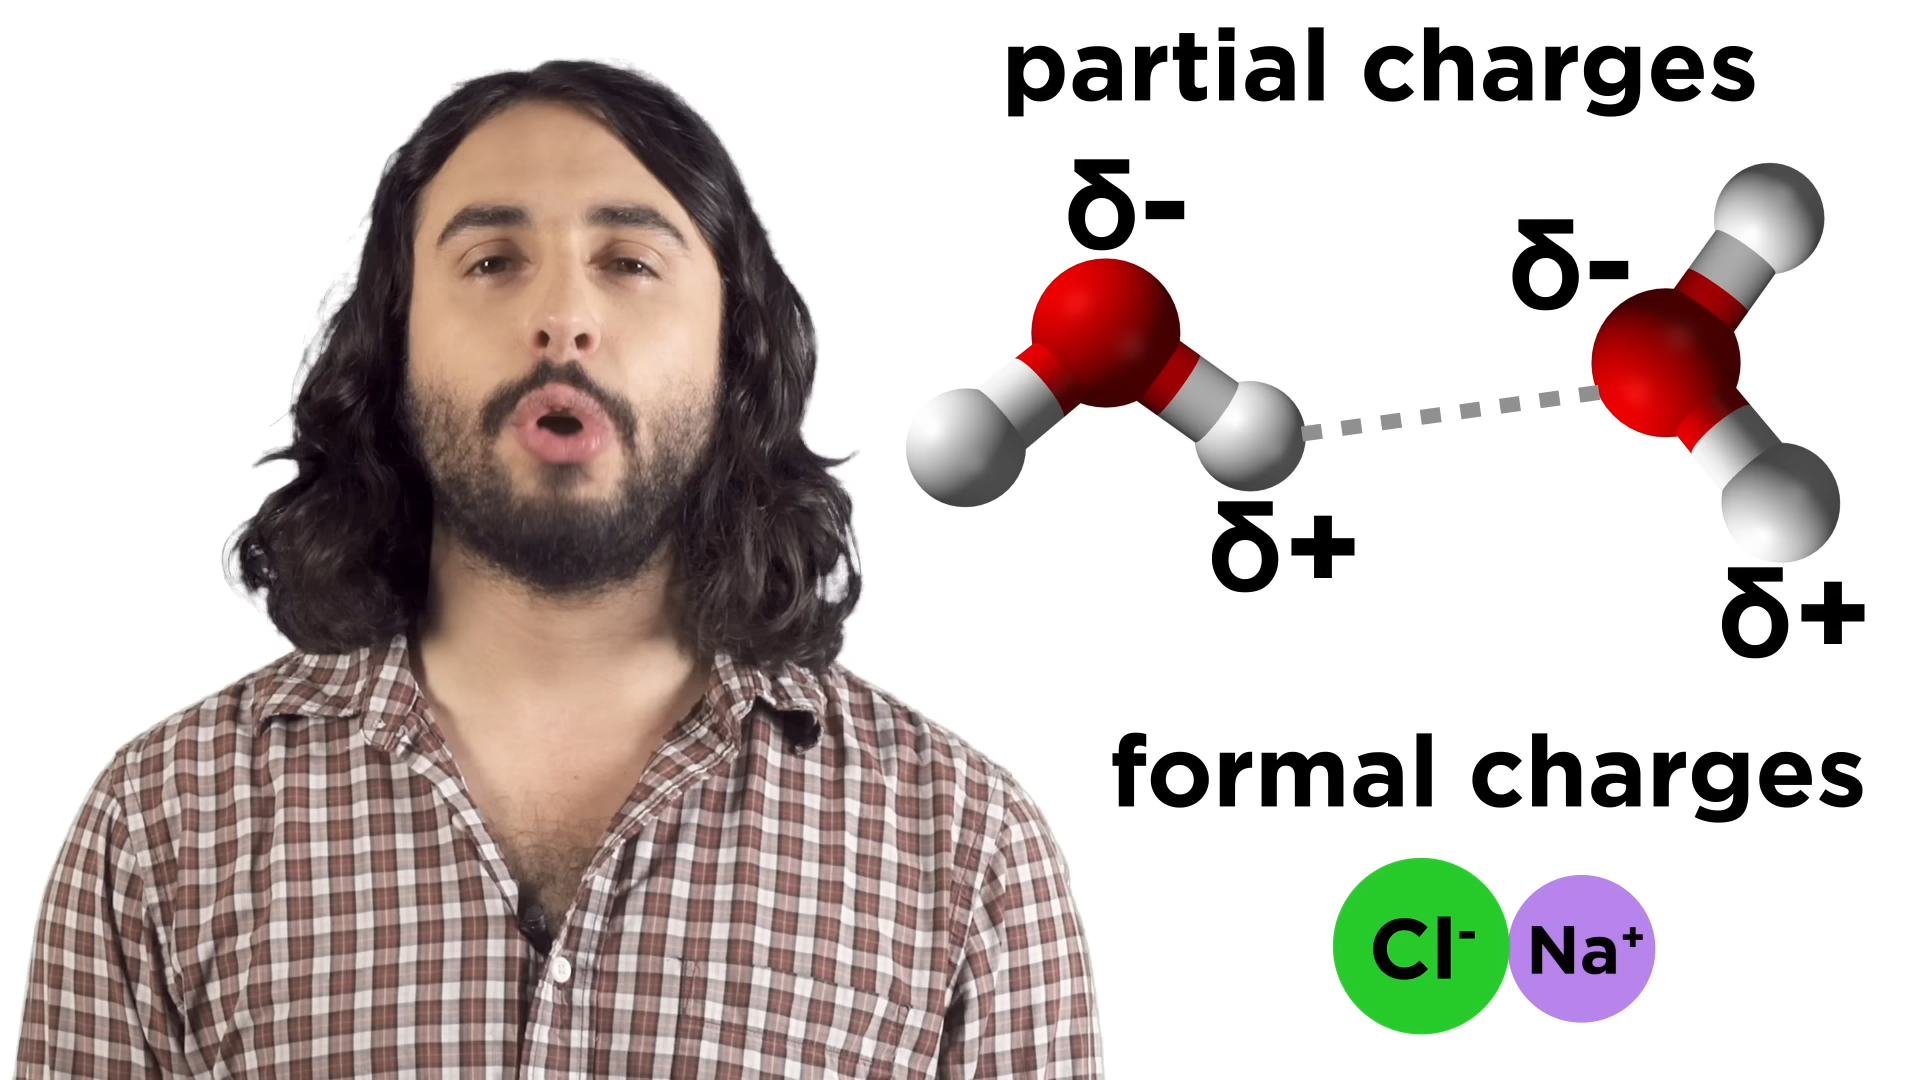 partial charges
δ-
δ-
δ+
δ+
formal charges
Cl⁻ Na⁺